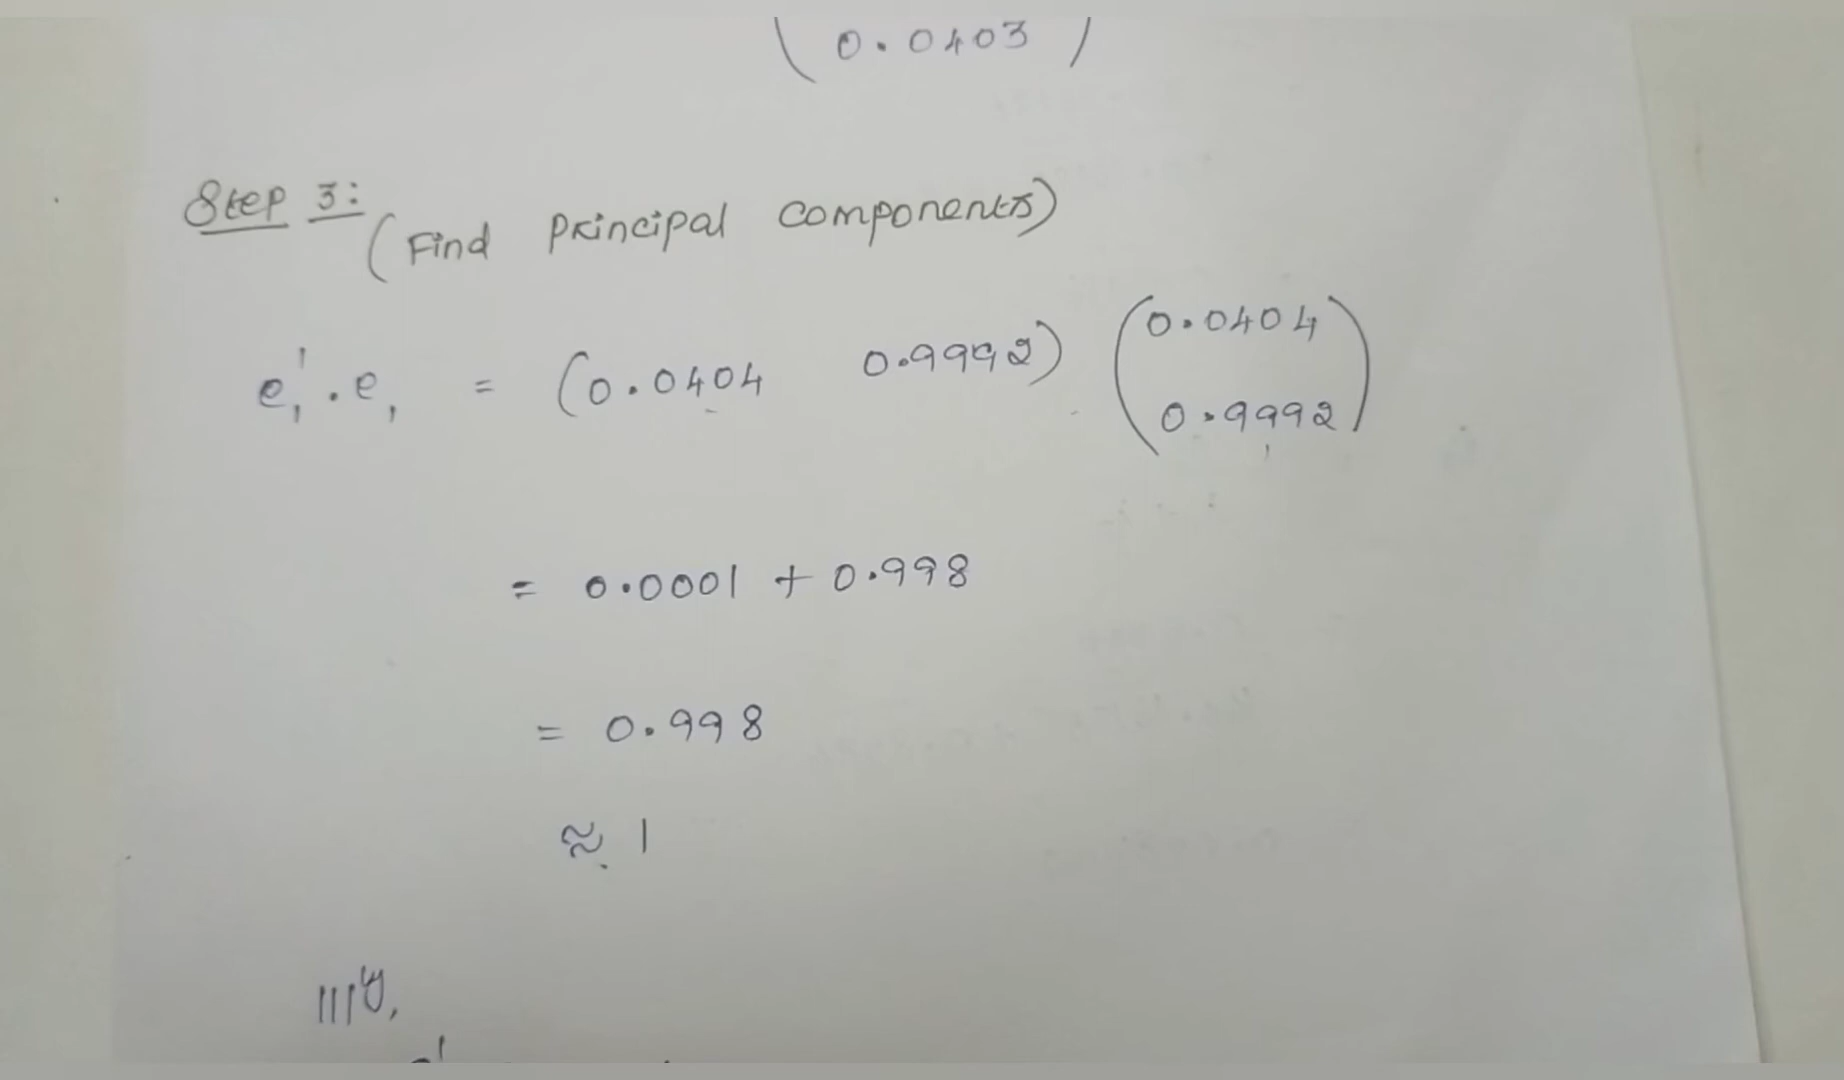 (0.0403)
Step 3:
(Find Principal components)
e₁'.e₁ = (0.0404 0.9992) (0.0404
0.9992)
= 0.0001 + 0.998
= 0.998
≈ 1
|||ly,